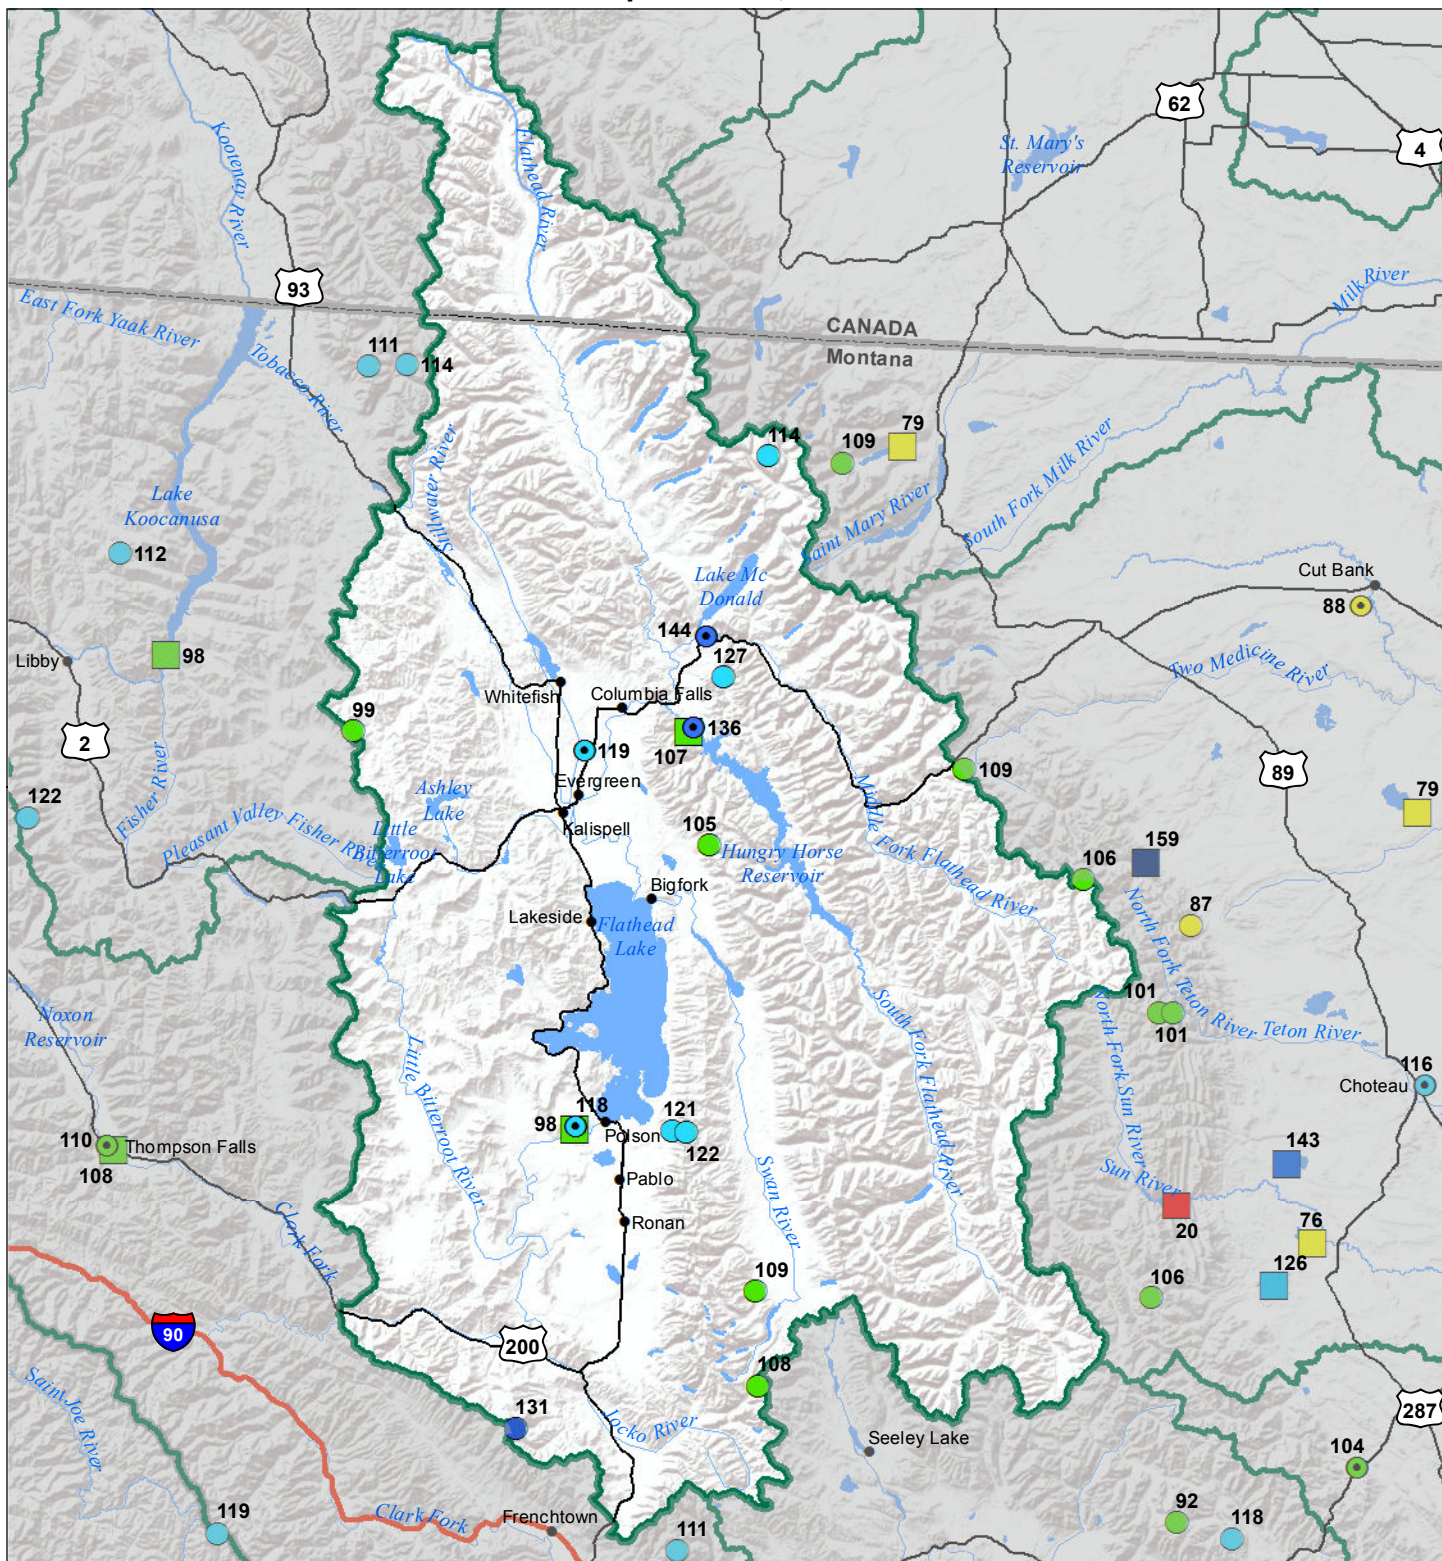 62
4
Kootenay River
Flathead River
St. Mary's
Reservoir
93
Milk River
East Fork Yaak River
CANADA
Montana
Tobacco River
111
114
114
109
79
Stillwater River
South Fork Milk River
Saint Mary River
Lake
Koocanusa
112
Lake Mc
Donald
Cut Bank
88
144
127
Two Medicine River
Libby
98
Whitefish
Columbia Falls
99
2
136
107
119
109
89
Evergreen
Ashley
Lake
Fisher River
79
122
Pleasant Valley Fisher River
Little
Bitterroot
Lake
Kalispell
105
Hungry Horse
Reservoir
Middle Fork Flathead River
159
106
87
Bigfork
Lakeside
Flathead
Lake
North Fork Teton River
101
101
Teton River
Noxon
Reservoir
Little Bitterroot River
South Fork Flathead River
North Fork Sun River
116
Choteau
118
98
121
Polson
122
110
Thompson Falls
108
143
Swan River
Pablo
Sun River
20
Ronan
76
Clark Fork
126
109
106
90
200
108
Saint Joe River
131
Jocko River
287
Seeley Lake
104
119
Clark Fork
Frenchtown
111
92
118